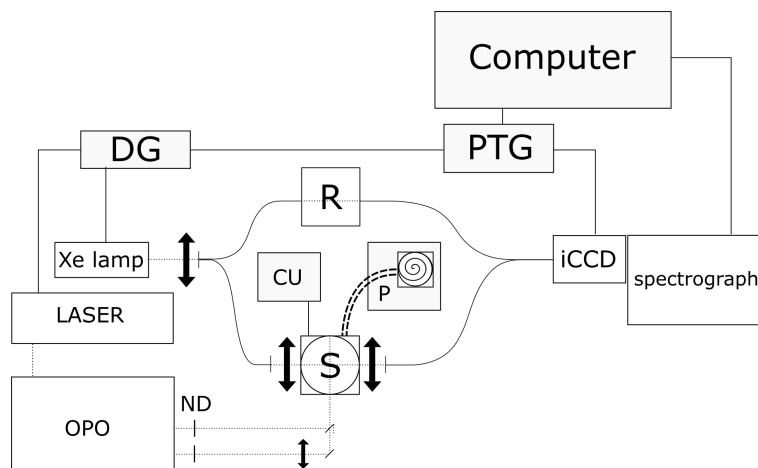 Computer
DG
PTG
R
Xe lamp
iCCD
spectrograph
CU
P
LASER
S
ND
OPO